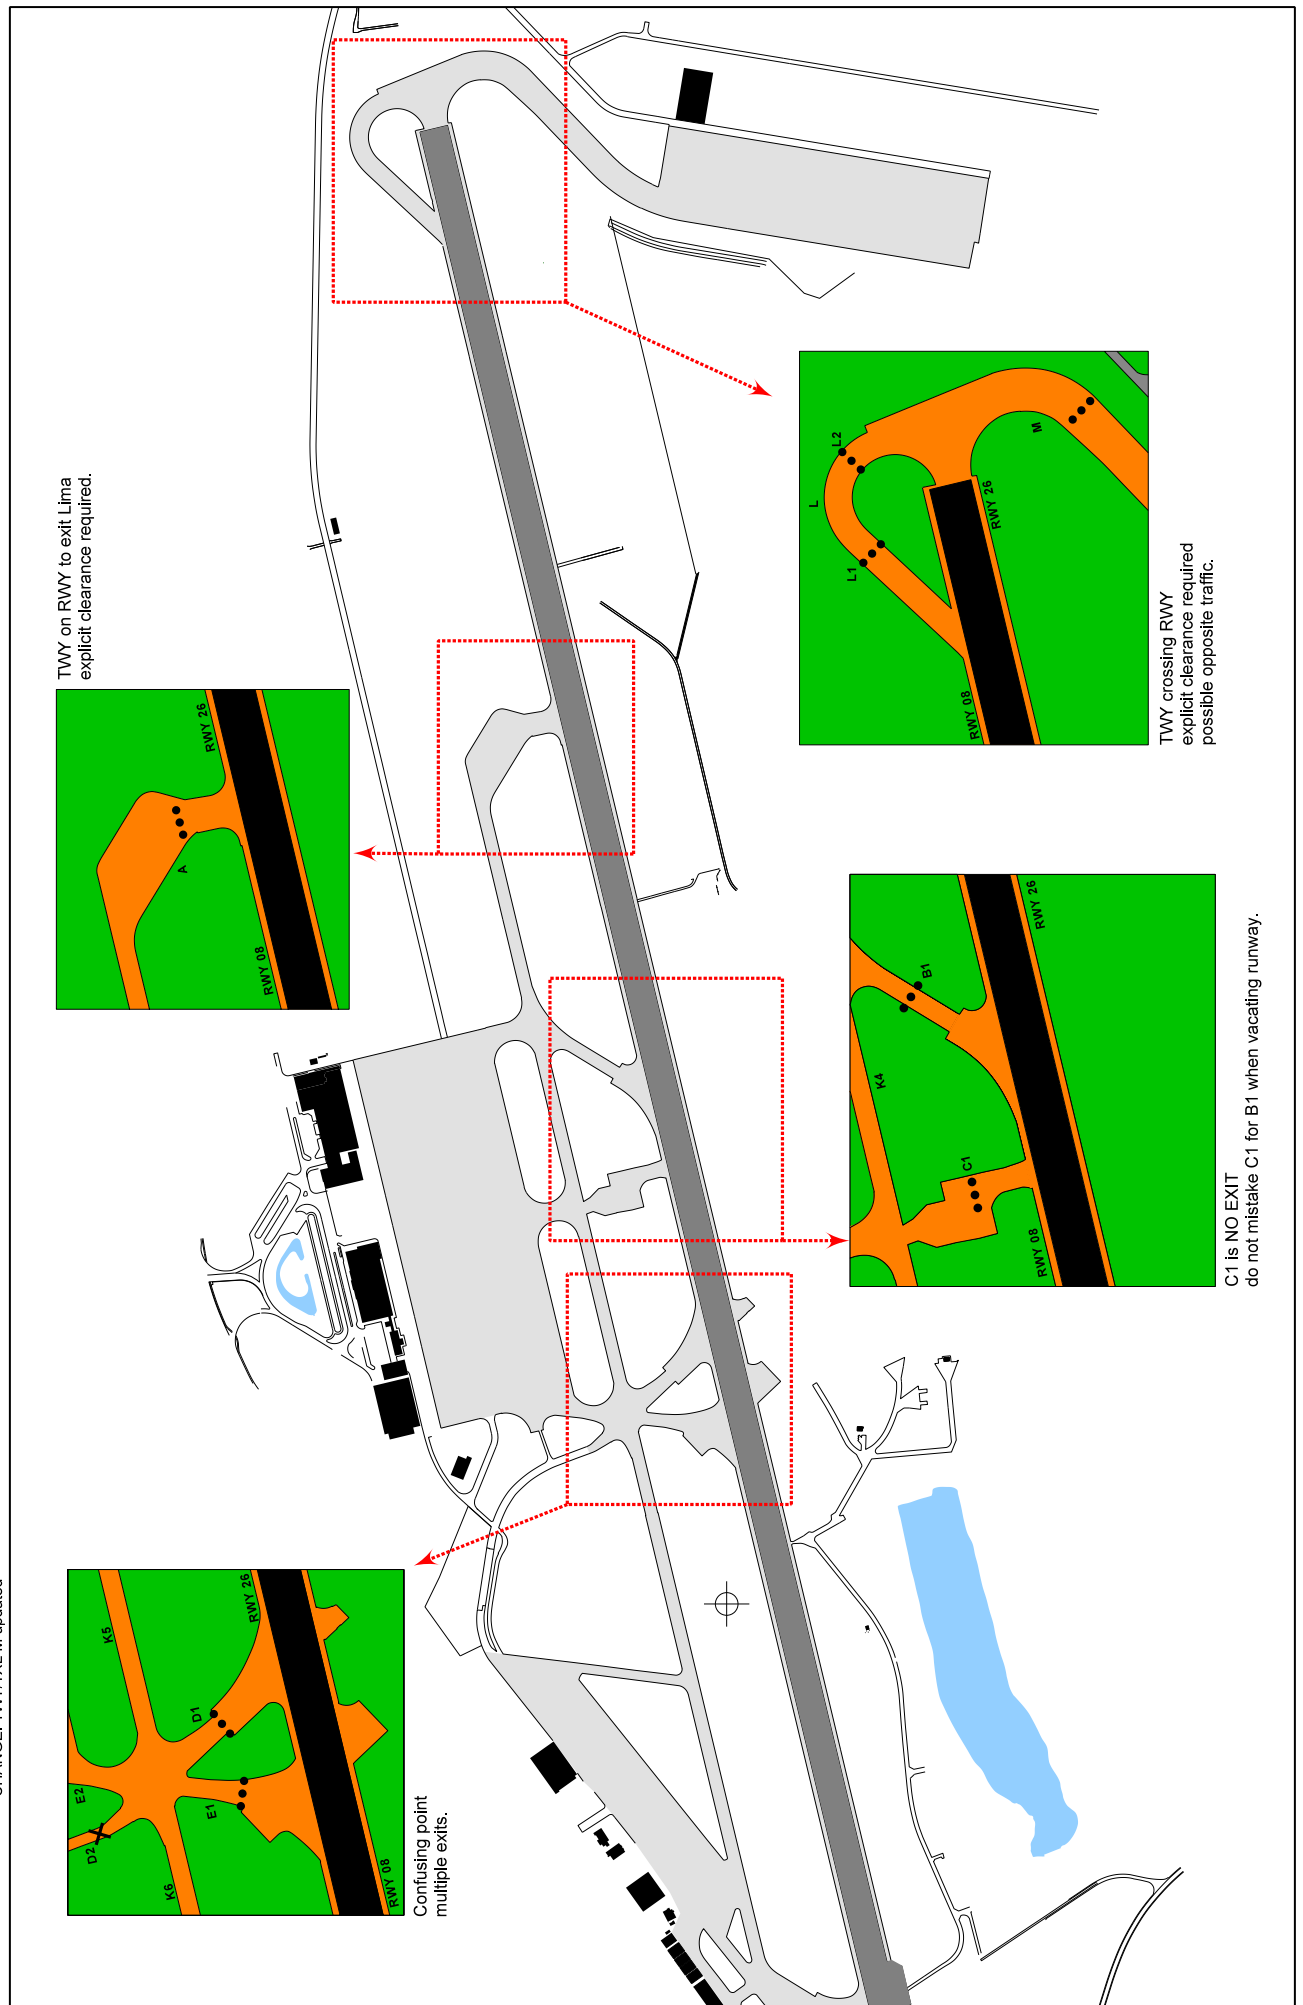 TWY on RWY to exit Lima
explicit clearance required.
RWY 26
A
RWY 08
L2
L
L1
M
RWY 26
RWY 08
TWY crossing RWY
explicit clearance required
possible opposite traffic.
RWY 26
B1
K4
C1
RWY 08
C1 is NO EXIT
do not mistake C1 for B1 when vacating runway.
K5
RWY 26
D1
E2
E1
D2
K6
RWY 08
Confusing point
multiple exits.